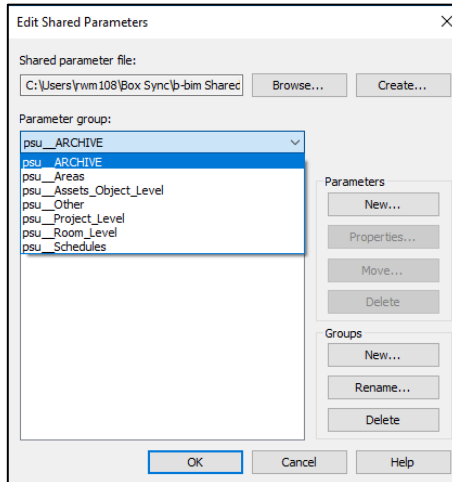 Edit Shared Parameters
Shared parameter file:
C:\Users\rwm108\Box Sync\b-bim Shared
Browse...
Create...
Parameter group:
psu__ARCHIVE
psu__ARCHIVE
psu__Areas
psu__Assets_Object_Level
psu__Other
psu__Project_Level
psu__Room_Level
psu__Schedules
Parameters
New...
Properties...
Move...
Delete
Groups
New...
Rename...
Delete
OK
Cancel
Help